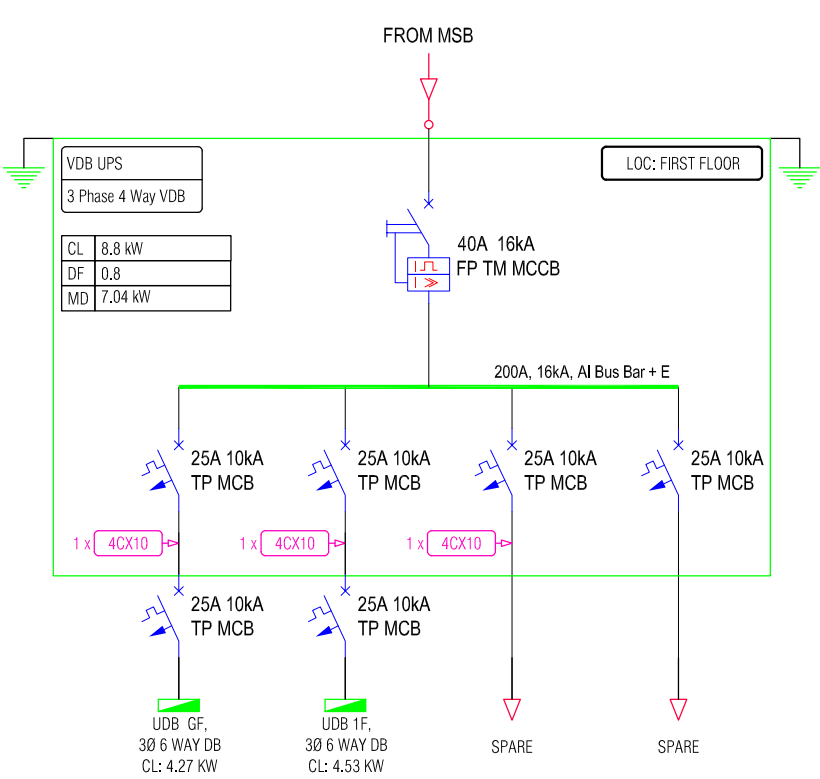 FROM MSB
VDB UPS
3 Phase 4 Way VDB
LOC: FIRST FLOOR
CL 8.8 kW
DF 0.8
MD 7.04 kW
40A 16kA
FP TM MCCB
200A, 16kA, Al Bus Bar + E
25A 10kA
TP MCB
25A 10kA
TP MCB
25A 10kA
TP MCB
25A 10kA
TP MCB
1 x 4CX10
1 x 4CX10
1 x 4CX10
25A 10kA
TP MCB
25A 10kA
TP MCB
UDB GF,
3Ø 6 WAY DB
CL: 4.27 KW
UDB 1F,
3Ø 6 WAY DB
CL: 4.53 KW
SPARE
SPARE